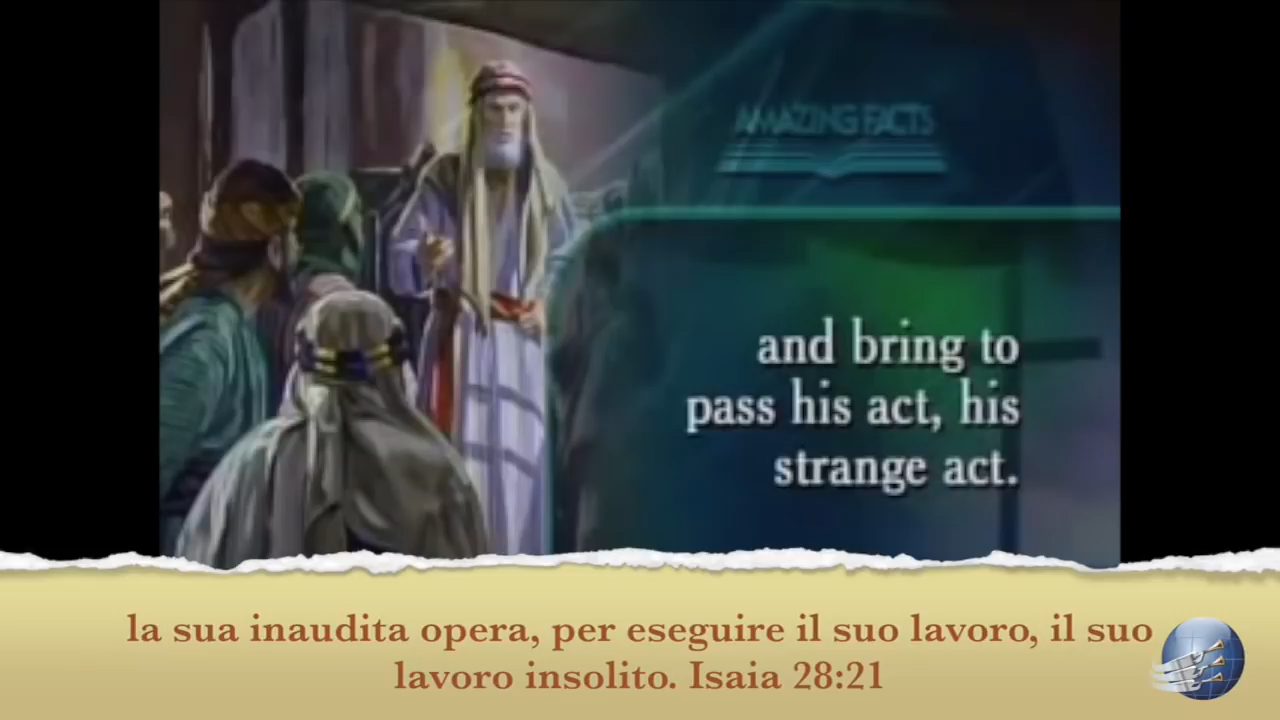 AMAZING FACTS
and bring to
pass his act, his
strange act.
la sua inaudita opera, per eseguire il suo lavoro, il suo
lavoro insolito. Isaia 28:21